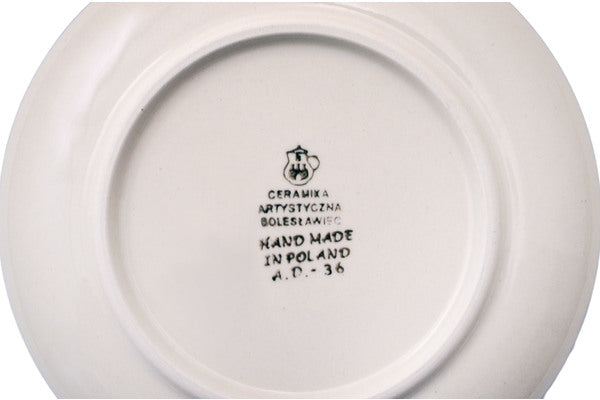 CERAMIKA
ARTYSTYCZNA
BOLESŁAWIEC
HAND MADE
IN POLAND
A.D.-36